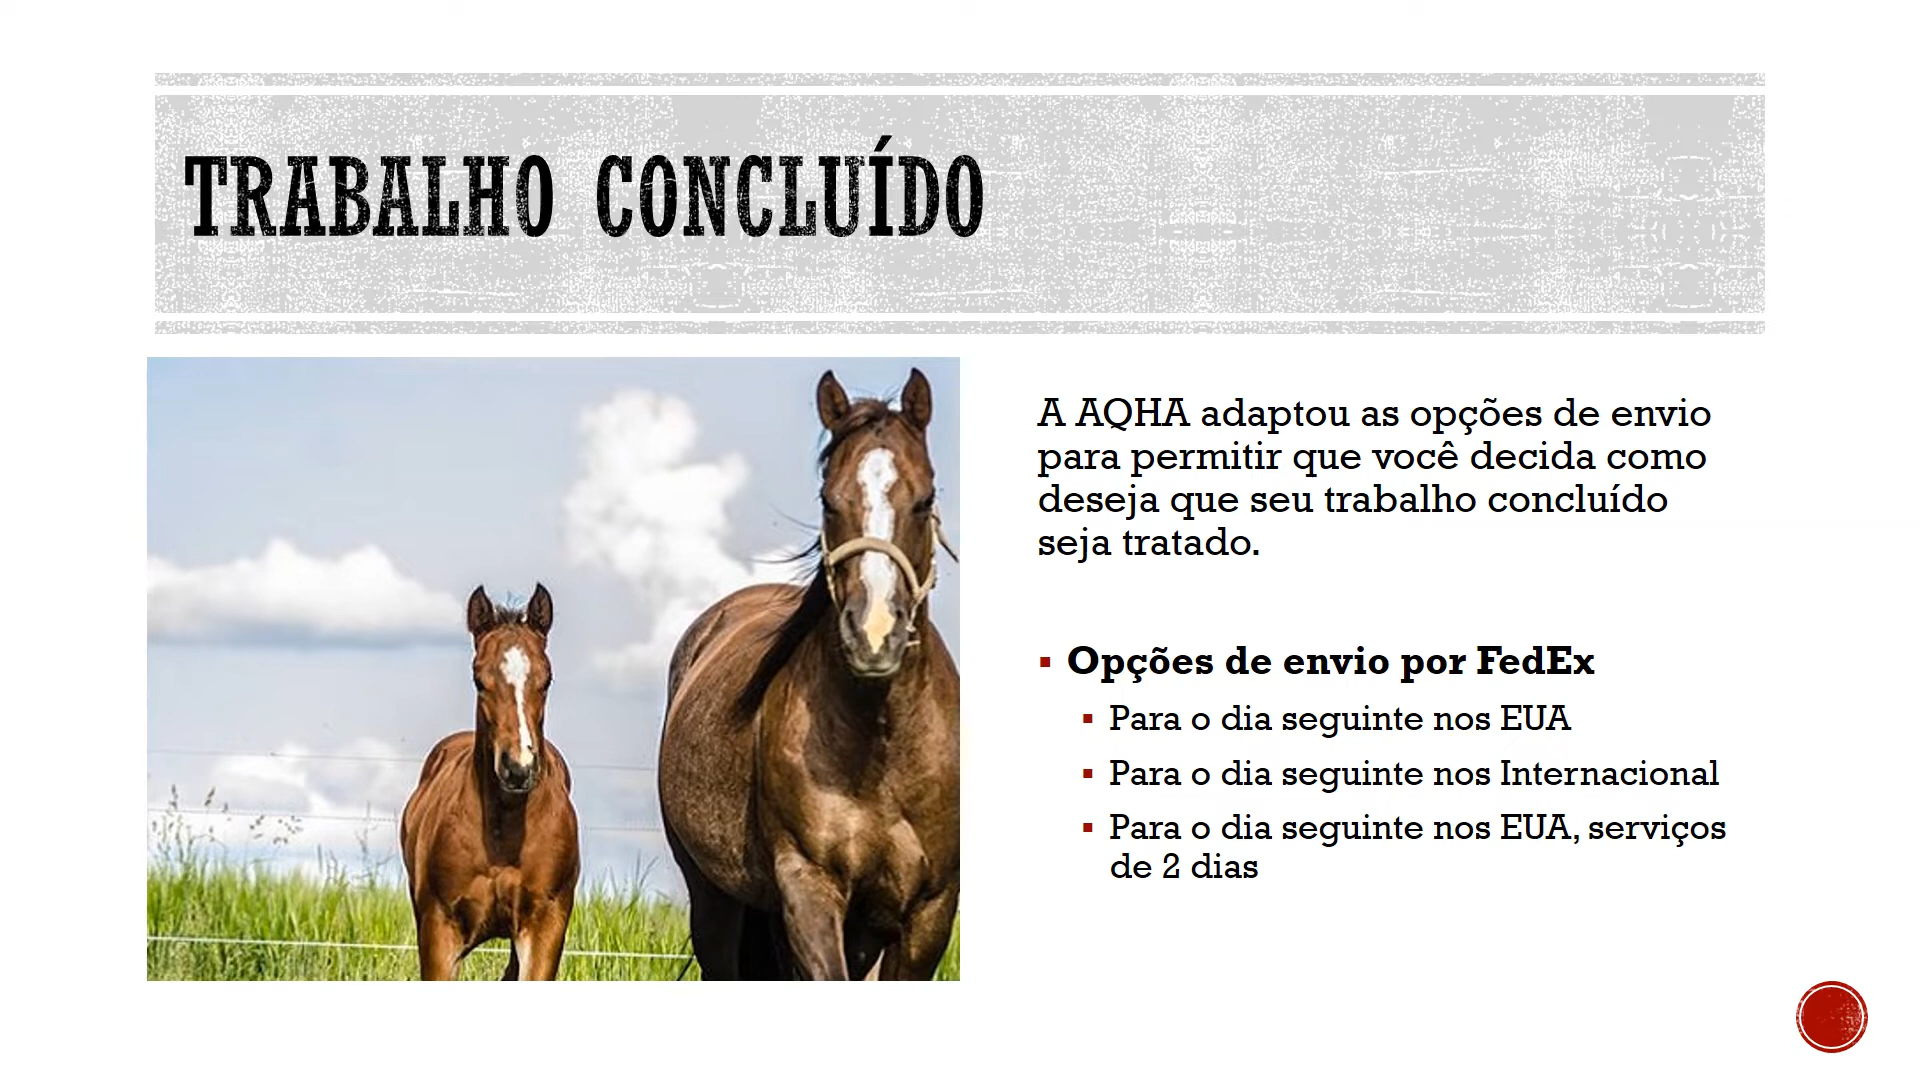 TRABALHO CONCLUÍDO
A AQHA adaptou as opções de envio
para permitir que você decida como
deseja que seu trabalho concluído
seja tratado.
Opções de envio por FedEx
Para o dia seguinte nos EUA
Para o dia seguinte nos Internacional
Para o dia seguinte nos EUA, serviços
de 2 dias